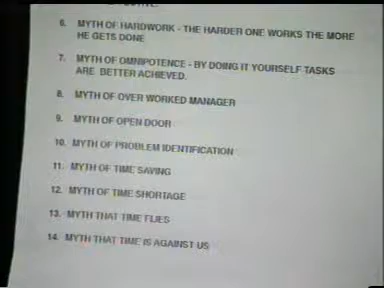 6. MYTH OF HARDWORK - THE HARDER ONE WORKS THE MORE
HE GETS DONE
7. MYTH OF OMNIPOTENCE - BY DOING IT YOURSELF TASKS
ARE BETTER ACHIEVED.
8. MYTH OF OVER WORKED MANAGER
9. MYTH OF OPEN DOOR
10. MYTH OF PROBLEM IDENTIFICATION
11. MYTH OF TIME SAVING
12. MYTH OF TIME SHORTAGE
13. MYTH THAT TIME FLIES
14. MYTH THAT TIME IS AGAINST US